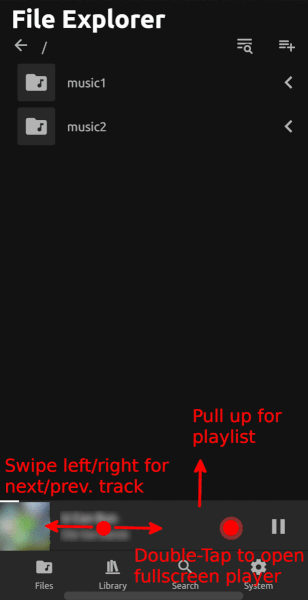 File Explorer
/
music1
music2
Pull up for
playlist
Swipe left/right for
next/prev. track
Double-Tap to open
fullscreen player
Files
Library
Search
System